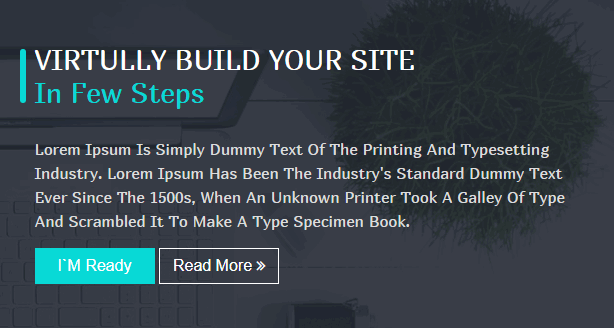 VIRTULLY BUILD YOUR SITE
In Few Steps
Lorem Ipsum Is Simply Dummy Text Of The Printing And Typesetting
Industry. Lorem Ipsum Has Been The Industry's Standard Dummy Text
Ever Since The 1500s, When An Unknown Printer Took A Galley Of Type
And Scrambled It To Make A Type Specimen Book.
I`M Ready
Read More »